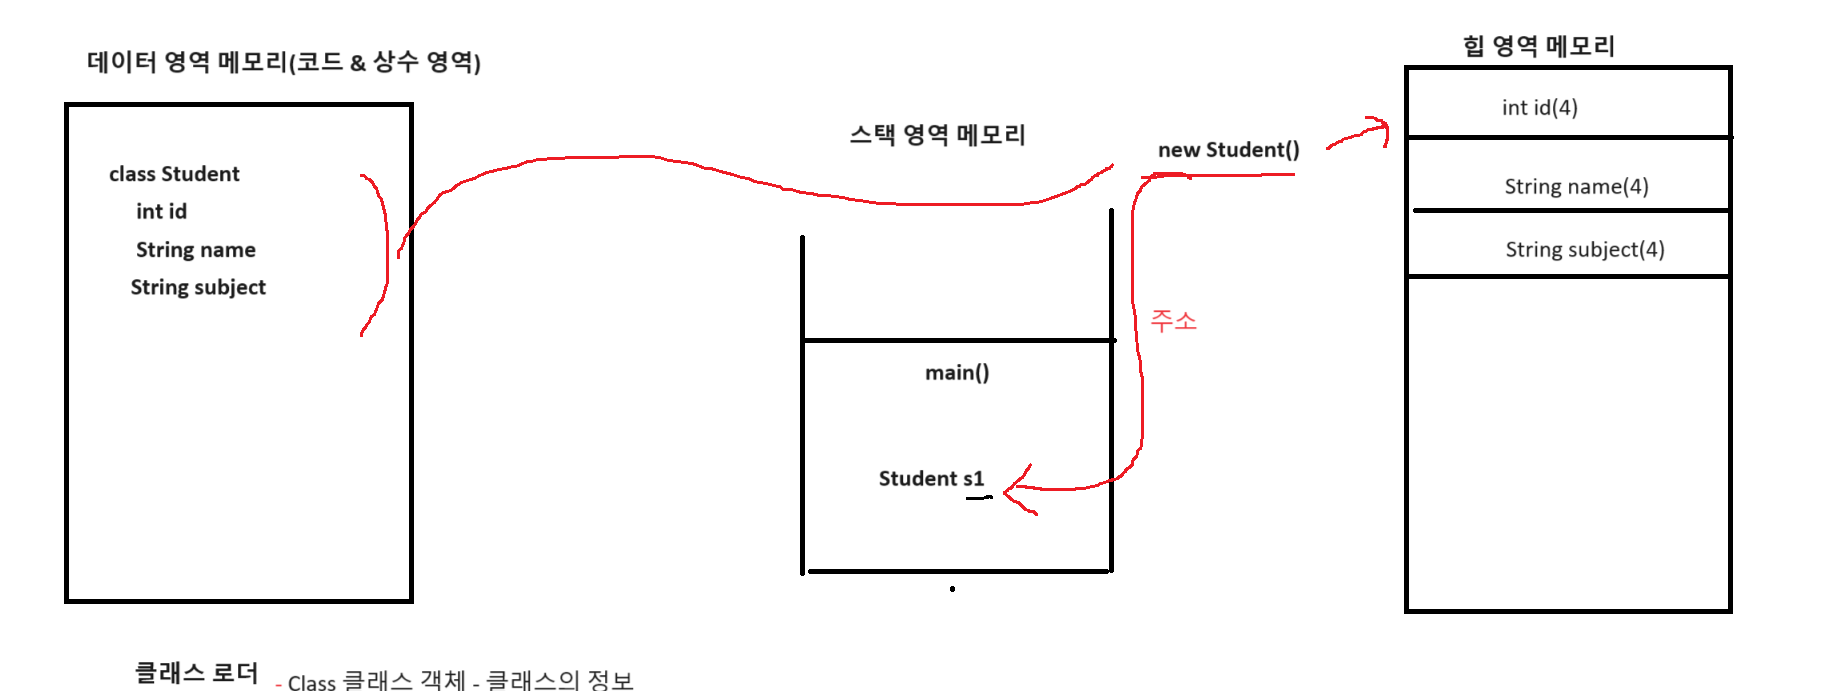 데이터 영역 메모리(코드 & 상수 영역)
class Student
int id
String name
String subject
스택 영역 메모리
main()
Student s1
new Student()
주소
힙 영역 메모리
int id(4)
String name(4)
String subject(4)
클래스 로더 - Class 클래스 객체 - 클래스의 정보